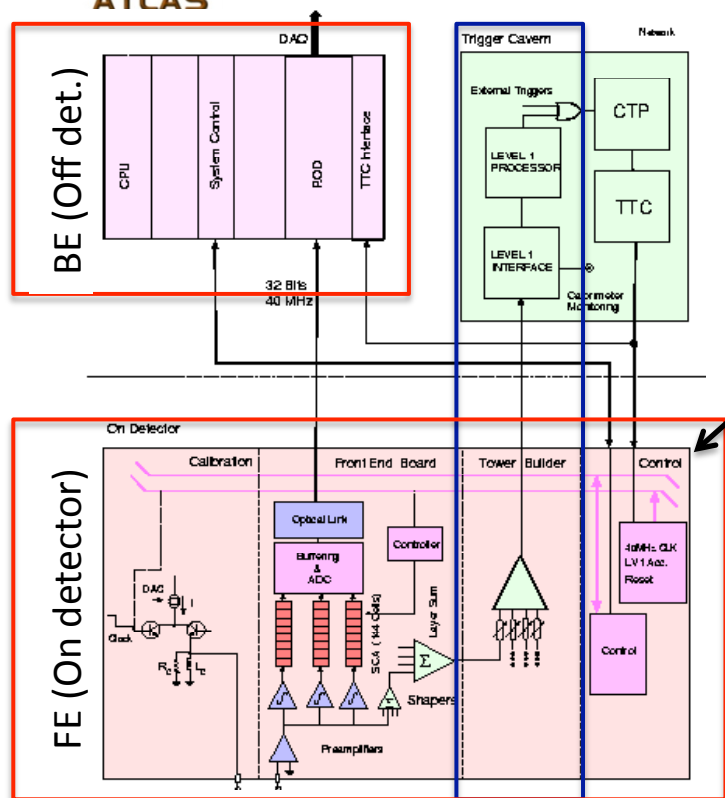 ATLAS
DAQ
BE (Off det.)
CPU
System Control
ROD
TTC Interface
32 Bits
40 MHz
Trigger Cavern
Network
External Triggers
CTP
LEVEL 1
PROCESSOR
TTC
LEVEL 1
INTERFACE
Calorimeter
Monitoring
FE (On detector)
On Detector
Calibration
Front End Board
Tower Builder
Control
Optical Link
Controller
Buffering
&
ADC
40MHz CLK
LV1 Acc.
Reset
DAC
I
Clock
SCA (144 Cells)
Layer Sum
Σ
Control
Σ
Shapers
Preamplifiers